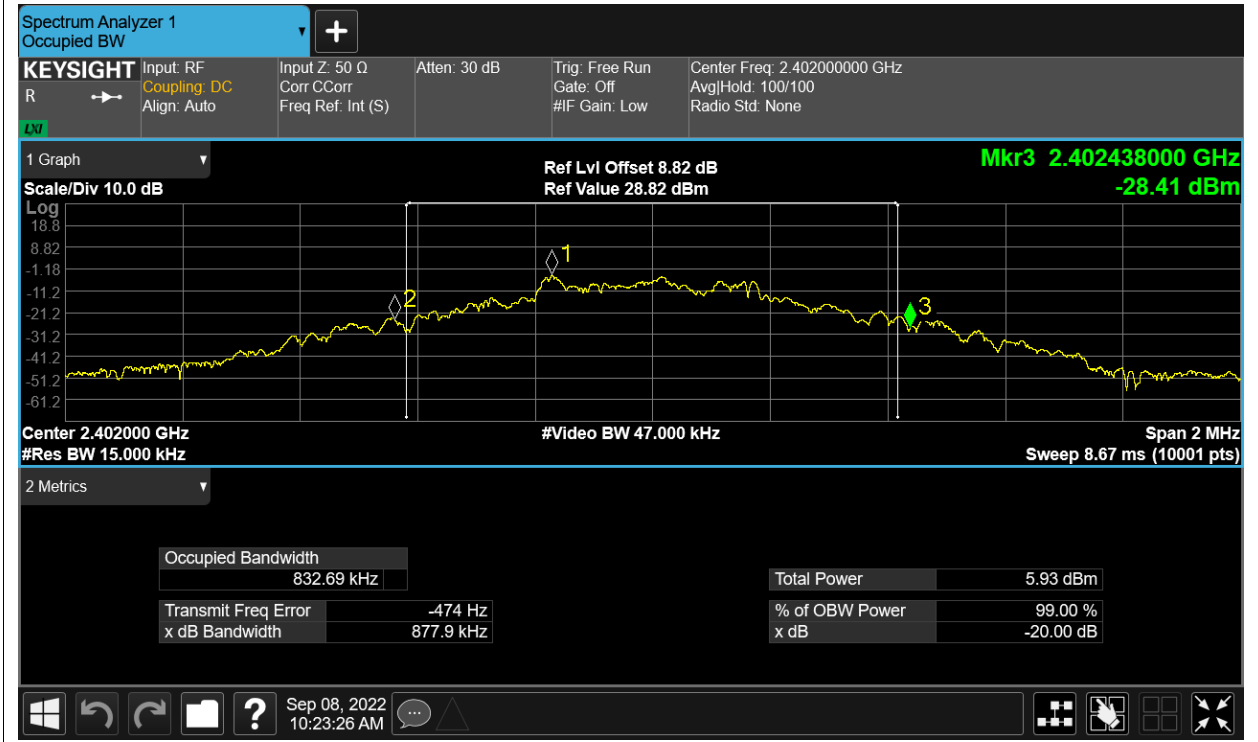 Spectrum Analyzer 1
Occupied BW
KEYSIGHT
R
LXI
Input: RF
Coupling: DC
Align: Auto
Input Z: 50 Ω
Corr CCorr
Freq Ref: Int (S)
Atten: 30 dB
Trig: Free Run
Gate: Off
#IF Gain: Low
Center Freq: 2.402000000 GHz
Avg|Hold: 100/100
Radio Std: None
1 Graph
Scale/Div 10.0 dB
Ref Lvl Offset 8.82 dB
Ref Value 28.82 dBm
Mkr3 2.402438000 GHz
-28.41 dBm
Log
18.8
8.82
-1.18
-11.2
-21.2
-31.2
-41.2
-51.2
-61.2
1
2
3
Center 2.402000 GHz
#Res BW 15.000 kHz
#Video BW 47.000 kHz
Span 2 MHz
Sweep 8.67 ms (10001 pts)
2 Metrics
Occupied Bandwidth
832.69 kHz
Transmit Freq Error -474 Hz
x dB Bandwidth 877.9 kHz
Total Power 5.93 dBm
% of OBW Power 99.00 %
x dB -20.00 dB
?
Sep 08, 2022
10:23:26 AM